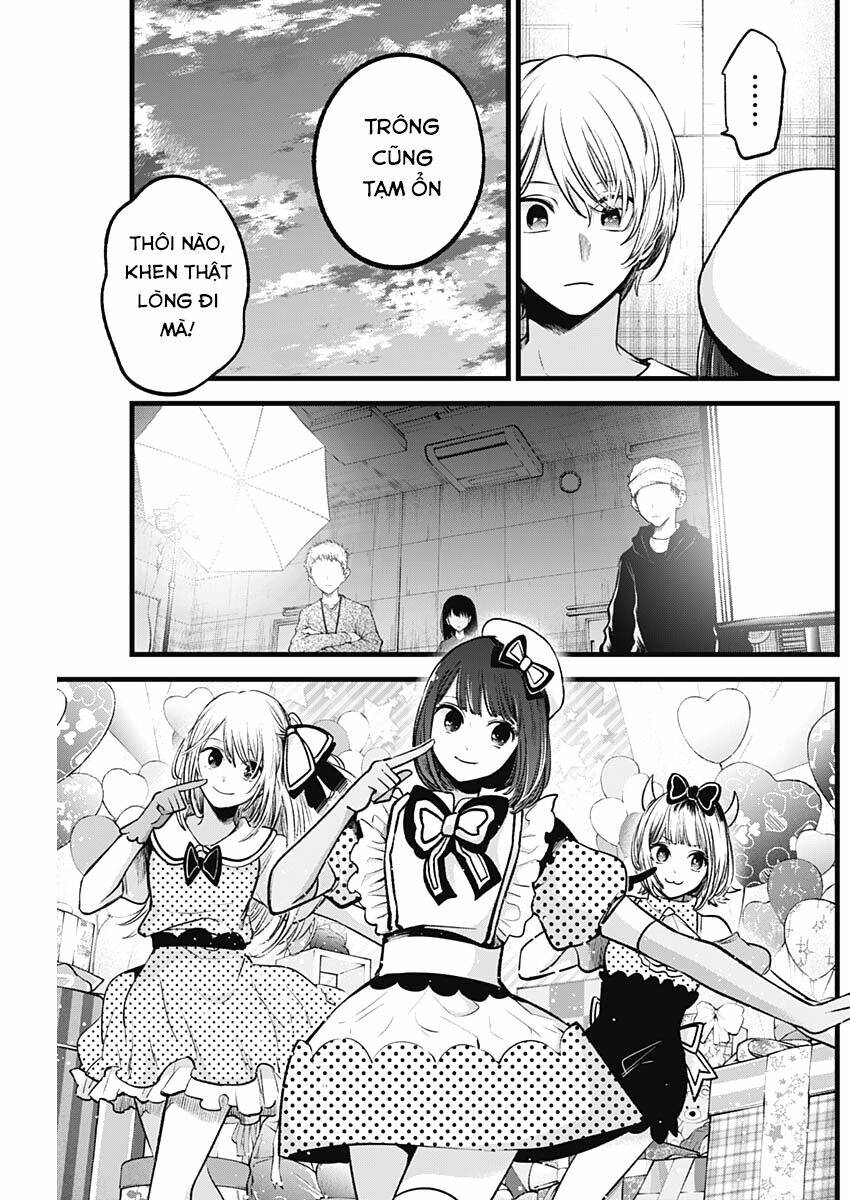 ......
TRÔNG
CŨNG
TẠM ỔN
THÔI NÀO,
KHEN THẬT
LÒNG ĐI
MÀ!